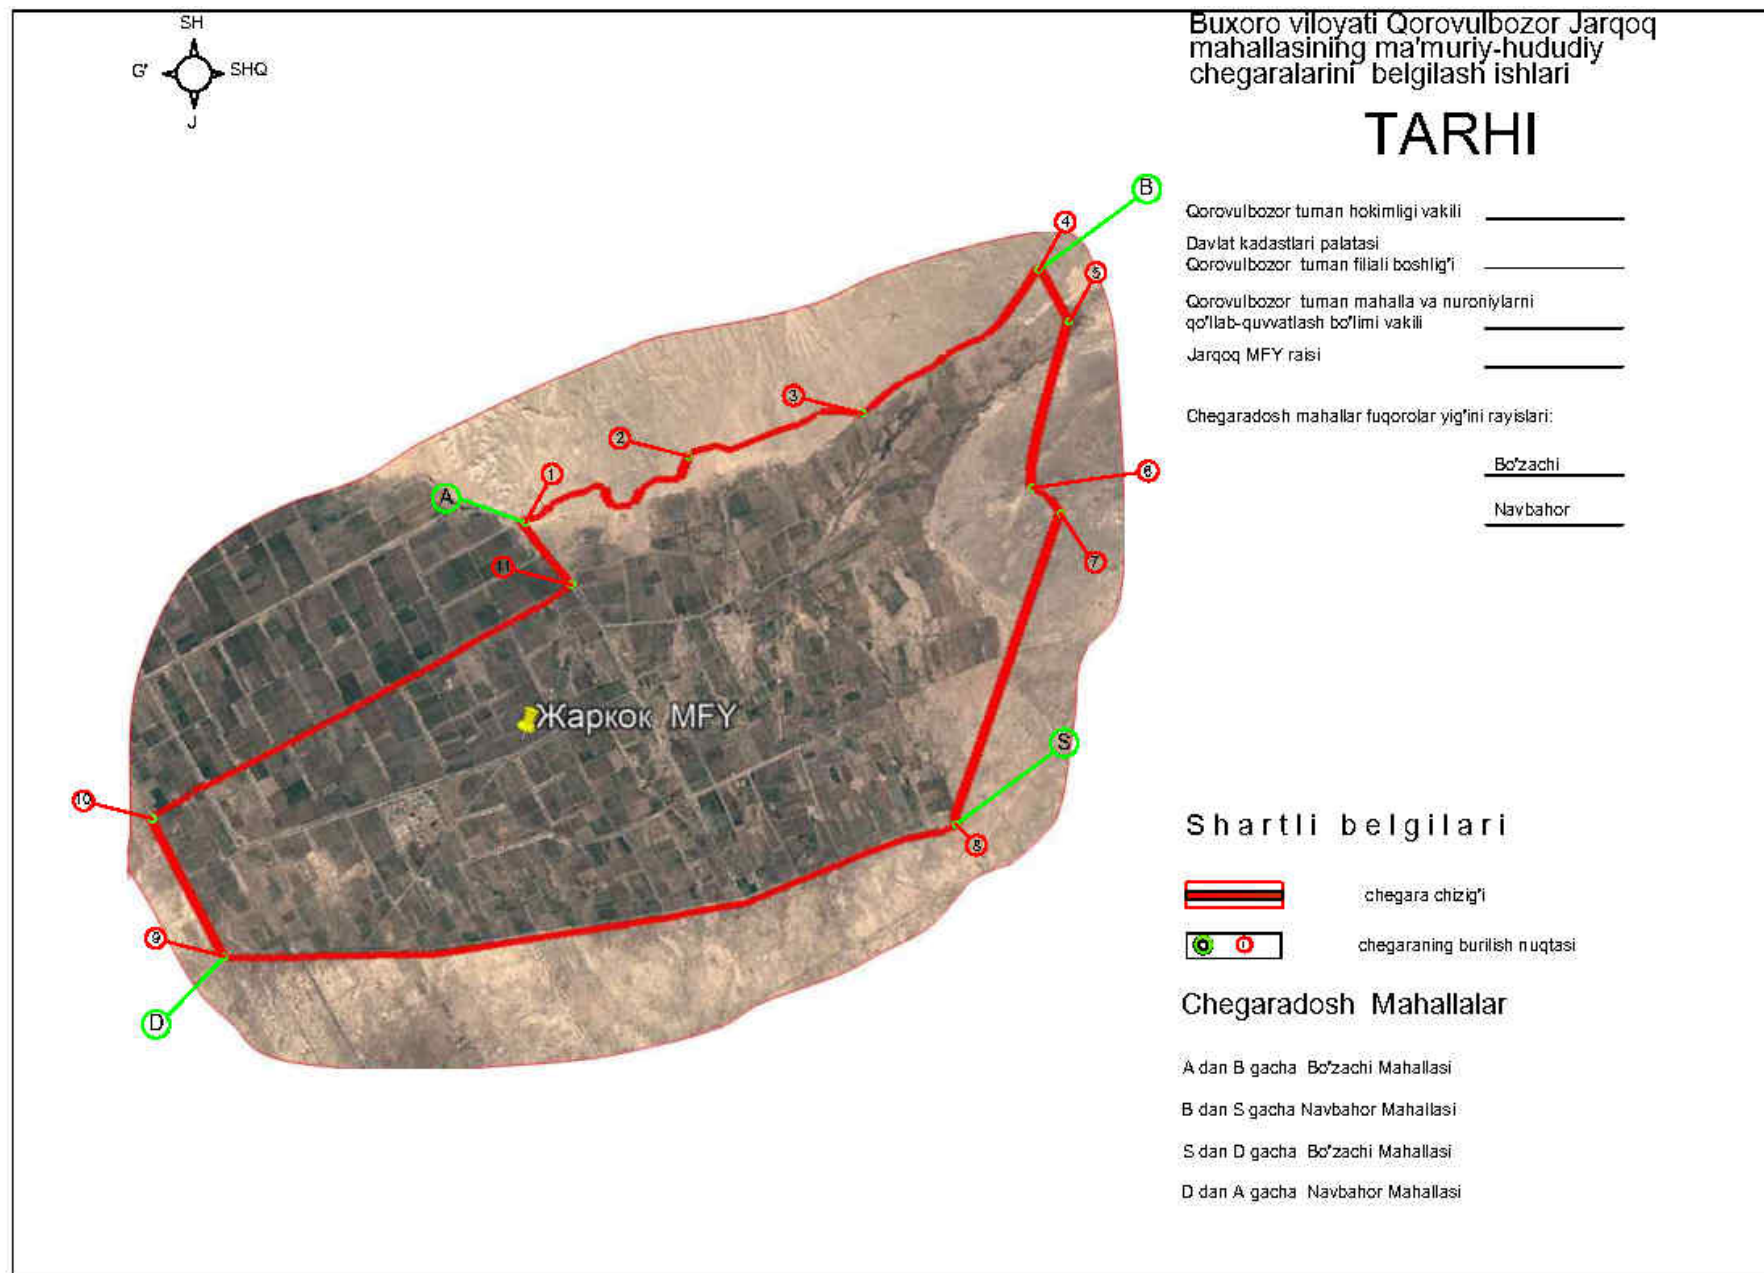 SH
G' SHQ
J
Buxoro viloyati Qorovulbozor Jarqoq
mahallasining ma'muriy-hududiy
chegaralarini belgilash ishlari
TARHI
Qorovulbozor tuman hokimligi vakili
Davlat kadastlari palatasi
Qorovulbozor tuman filiali boshlig'i
Qorovulbozor tuman mahalla va nuroniylarni
qo'llab-quvvatlash bo'limi vakili
Jarqoq MFY raisi
Chegaradosh mahallar fuqorolar yig'ini rayislari:
Bo'zachi
Navbahor
B
4
5
3
2
1
A
6
11
7
Жаркок MFY
S
10
8
9
D
Shartli belgilari
chegara chizig'i
1 chegaraning burilish nuqtasi
Chegaradosh Mahallalar
A dan B gacha Bo'zachi Mahallasi
B dan S gacha Navbahor Mahallasi
S dan D gacha Bo'zachi Mahallasi
D dan A gacha Navbahor Mahallasi